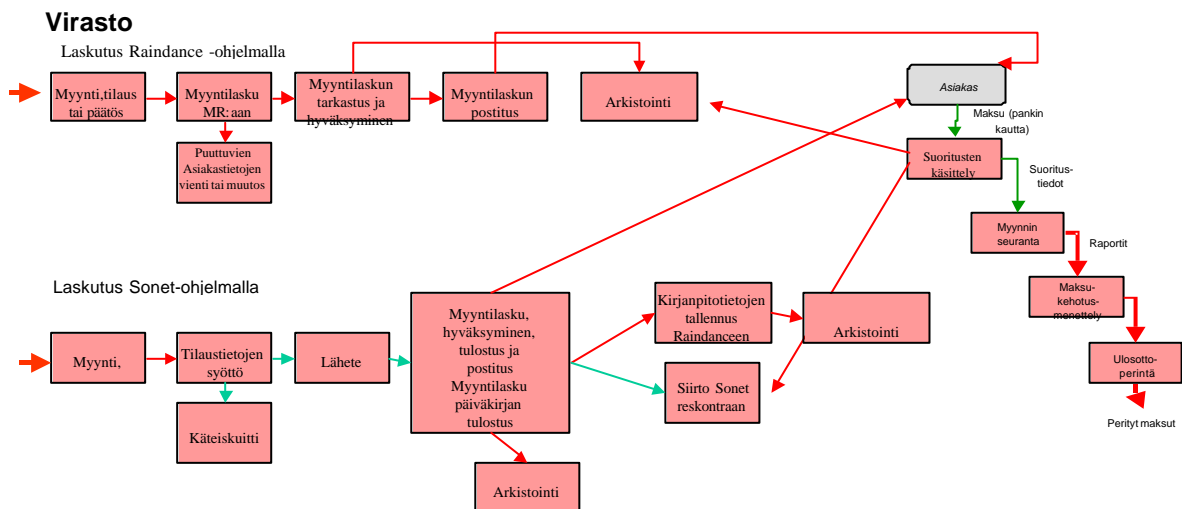 Virasto
Laskutus Raindance -ohjelmalla
Myynti,tilaus
tai päätös
Myyntilasku
MR:aan
Myyntilaskun
tarkastus ja
hyväksyminen
Myyntilaskun
postitus
Arkistointi
Asiakas
Maksu (pankin
kautta)
Puuttuvien
Asiakastietojen
vienti tai muutos
Suoritusten
käsittely
Suoritus-
tiedot
Myynnin
seuranta
Raportit
Maksu-
kehotus-
menettely
Ulosotto-
perintä
Perityt maksut
Laskutus Sonet-ohjelmalla
Myynti,
Tilaustietojen
syöttö
Lähete
Myyntilasku,
hyväksyminen,
tulostus ja
postitus
Myyntilasku
päiväkirjan
tulostus
Kirjanpitotietojen
tallennus
Raindanceen
Arkistointi
Siirto Sonet
reskontraan
Käteiskuitti
Arkistointi